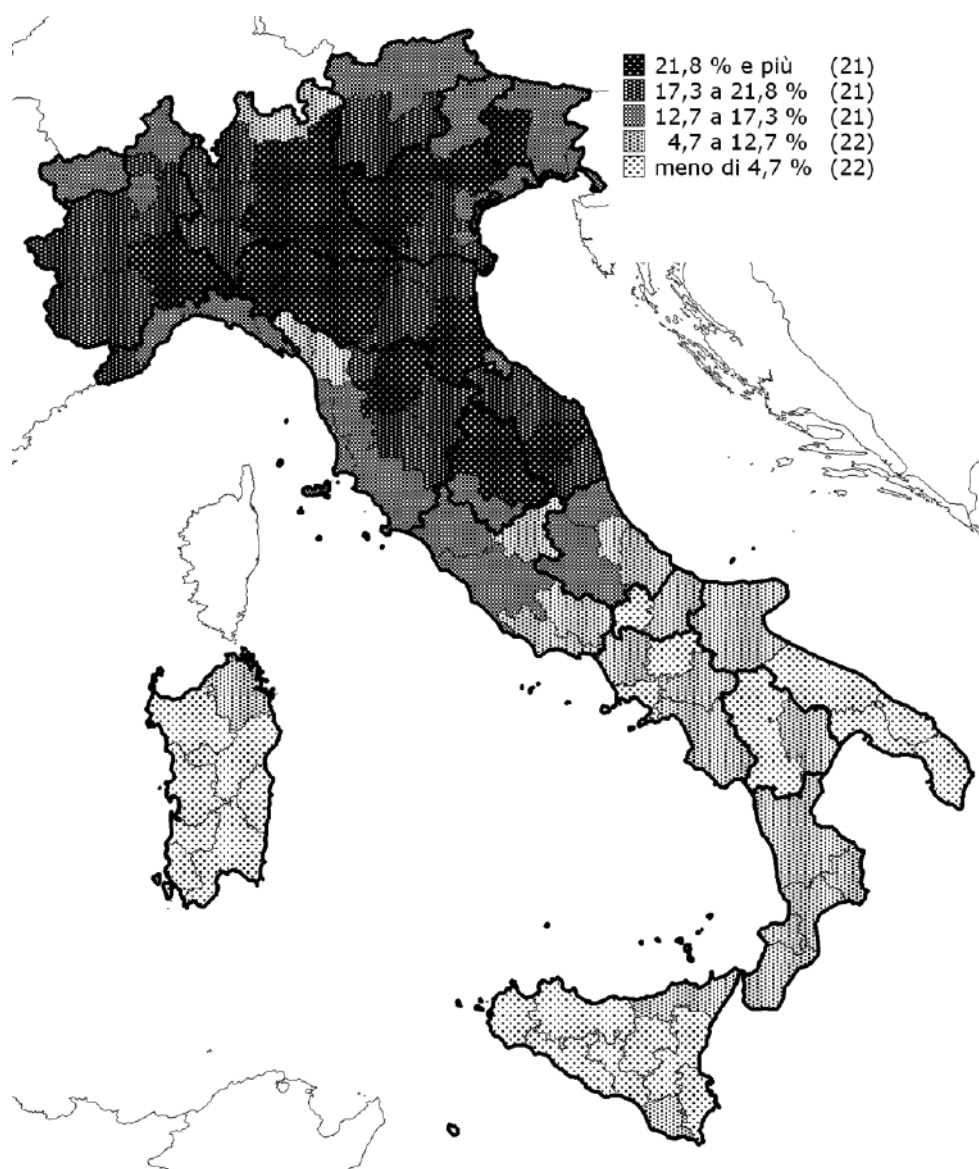 21,8 % e più (21)
17,3 a 21,8 % (21)
12,7 a 17,3 % (21)
4,7 a 12,7 % (22)
meno di 4,7 % (22)